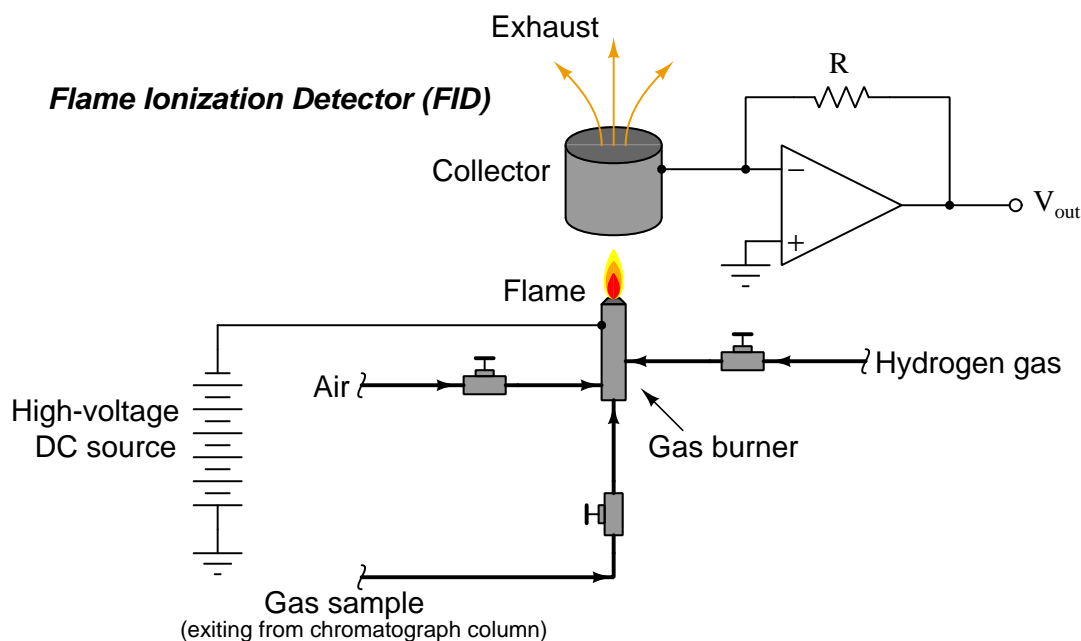 Exhaust
R
Flame Ionization Detector (FID)
Collector
−
+
V_out
Flame
Air
Hydrogen gas
High-voltage
DC source
Gas burner
Gas sample
(exiting from chromatograph column)